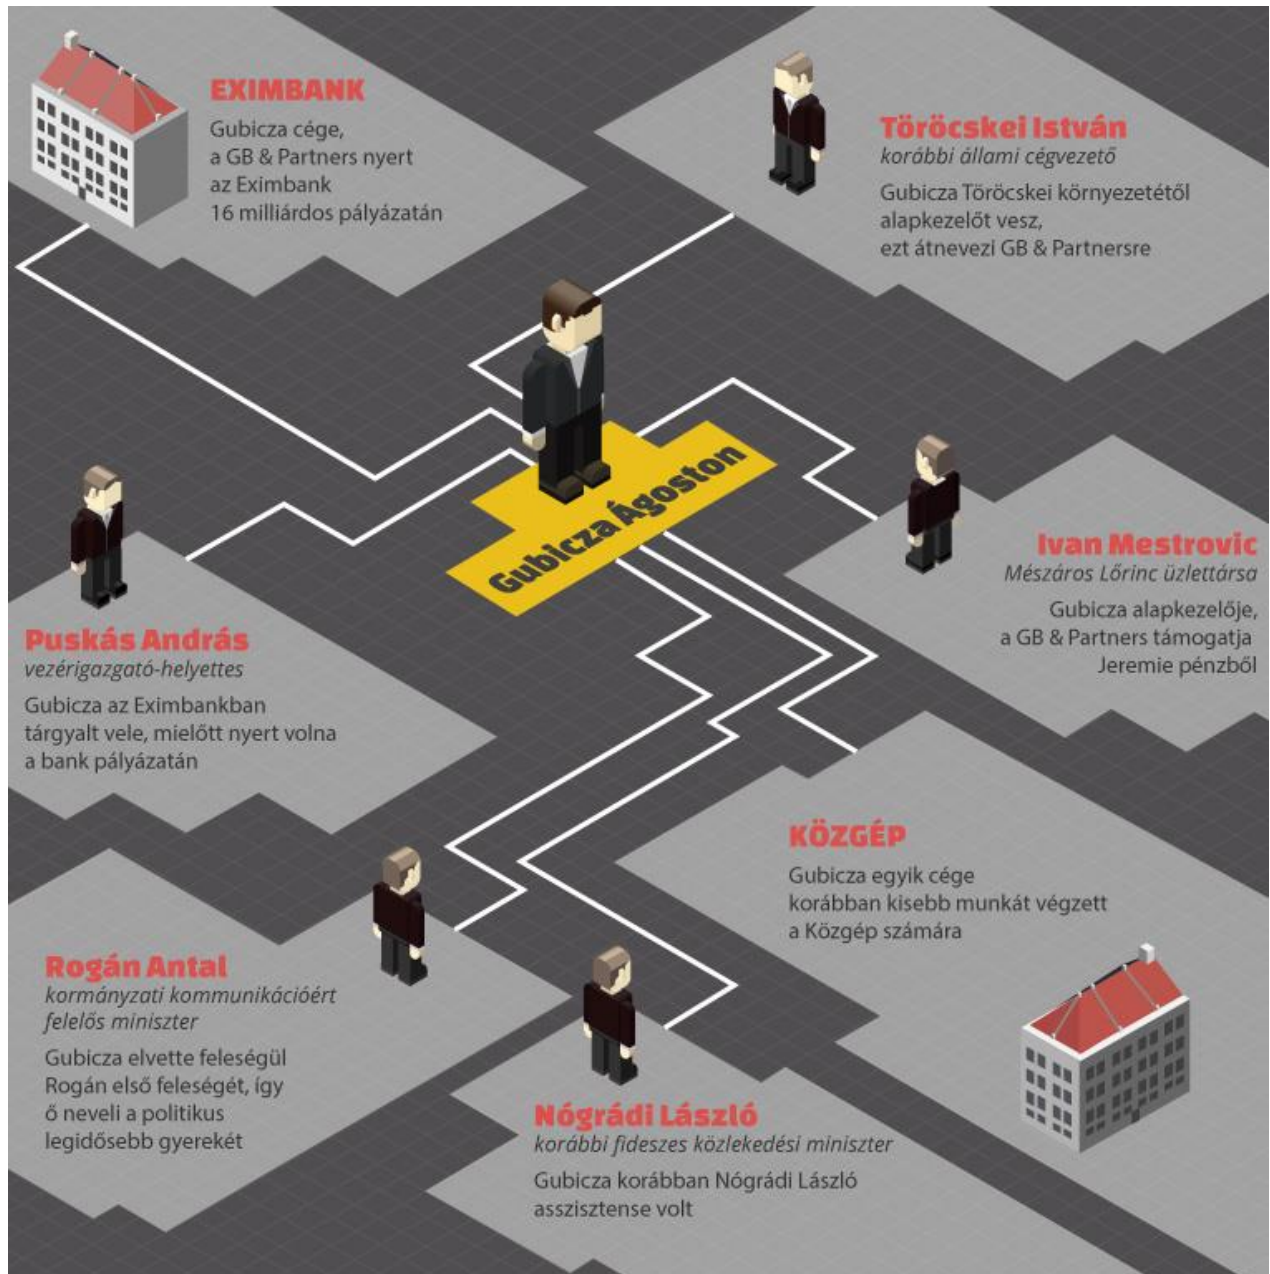 EXIMBANK
Gubicza cége,
a GB & Partners nyert
az Eximbank
16 milliárdos pályázatán
Töröcskei István
korábbi állami cégvezető
Gubicza Töröcskei környezetétől
alapkezelőt vesz,
ezt átnevezi GB & Partnersre
Gubicza Ágoston
Ivan Mestrovic
Mészáros Lőrinc üzlettársa
Gubicza alapkezelője,
a GB & Partners támogatja
Jeremie pénzből
Puskás András
vezérigazgató-helyettes
Gubicza az Eximbankban
tárgyalt vele, mielőtt nyert volna
a bank pályázatán
KÖZGÉP
Gubicza egyik cége
korábban kisebb munkát végzett
a Közgép számára
Rogán Antal
kormányzati kommunikációért
felelős miniszter
Gubicza elvette feleségül
Rogán első feleségét, így
ő neveli a politikus
legidősebb gyerekét
Nógrádi László
korábbi fideszes közlekedési miniszter
Gubicza korábban Nógrádi László
asszisztense volt